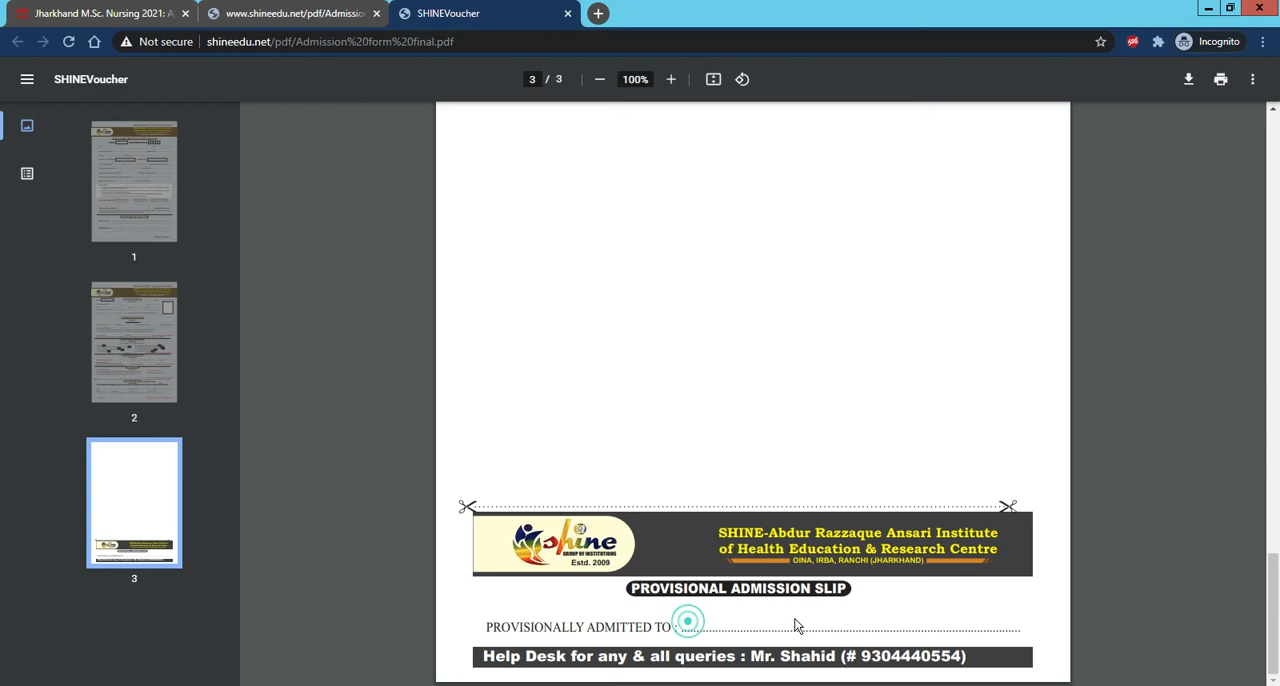 Jharkhand M.Sc. Nursing 2021: A
www.shineedu.net/pdf/Admissio
SHINEVoucher
Not secure
shineedu.net/pdf/Admission%20form%20final.pdf
Incognito
SHINEVoucher
3 / 3
100%
1
2
3
shine
GROUP OF INSTITUTIONS
Estd. 2009
SHINE-Abdur Razzaque Ansari Institute
of Health Education & Research Centre
OINA, IRBA, RANCHI (JHARKHAND)
PROVISIONAL ADMISSION SLIP
PROVISIONALLY ADMITTED TO :
Help Desk for any & all queries : Mr. Shahid (# 9304440554)